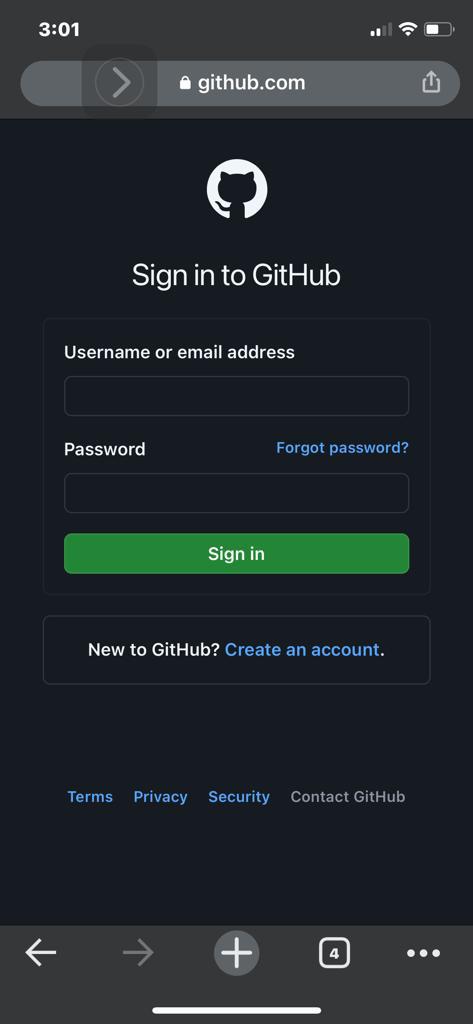 3:01
github.com
Sign in to GitHub
Username or email address
Password Forgot password?
Sign in
New to GitHub? Create an account.
Terms Privacy Security Contact GitHub
4